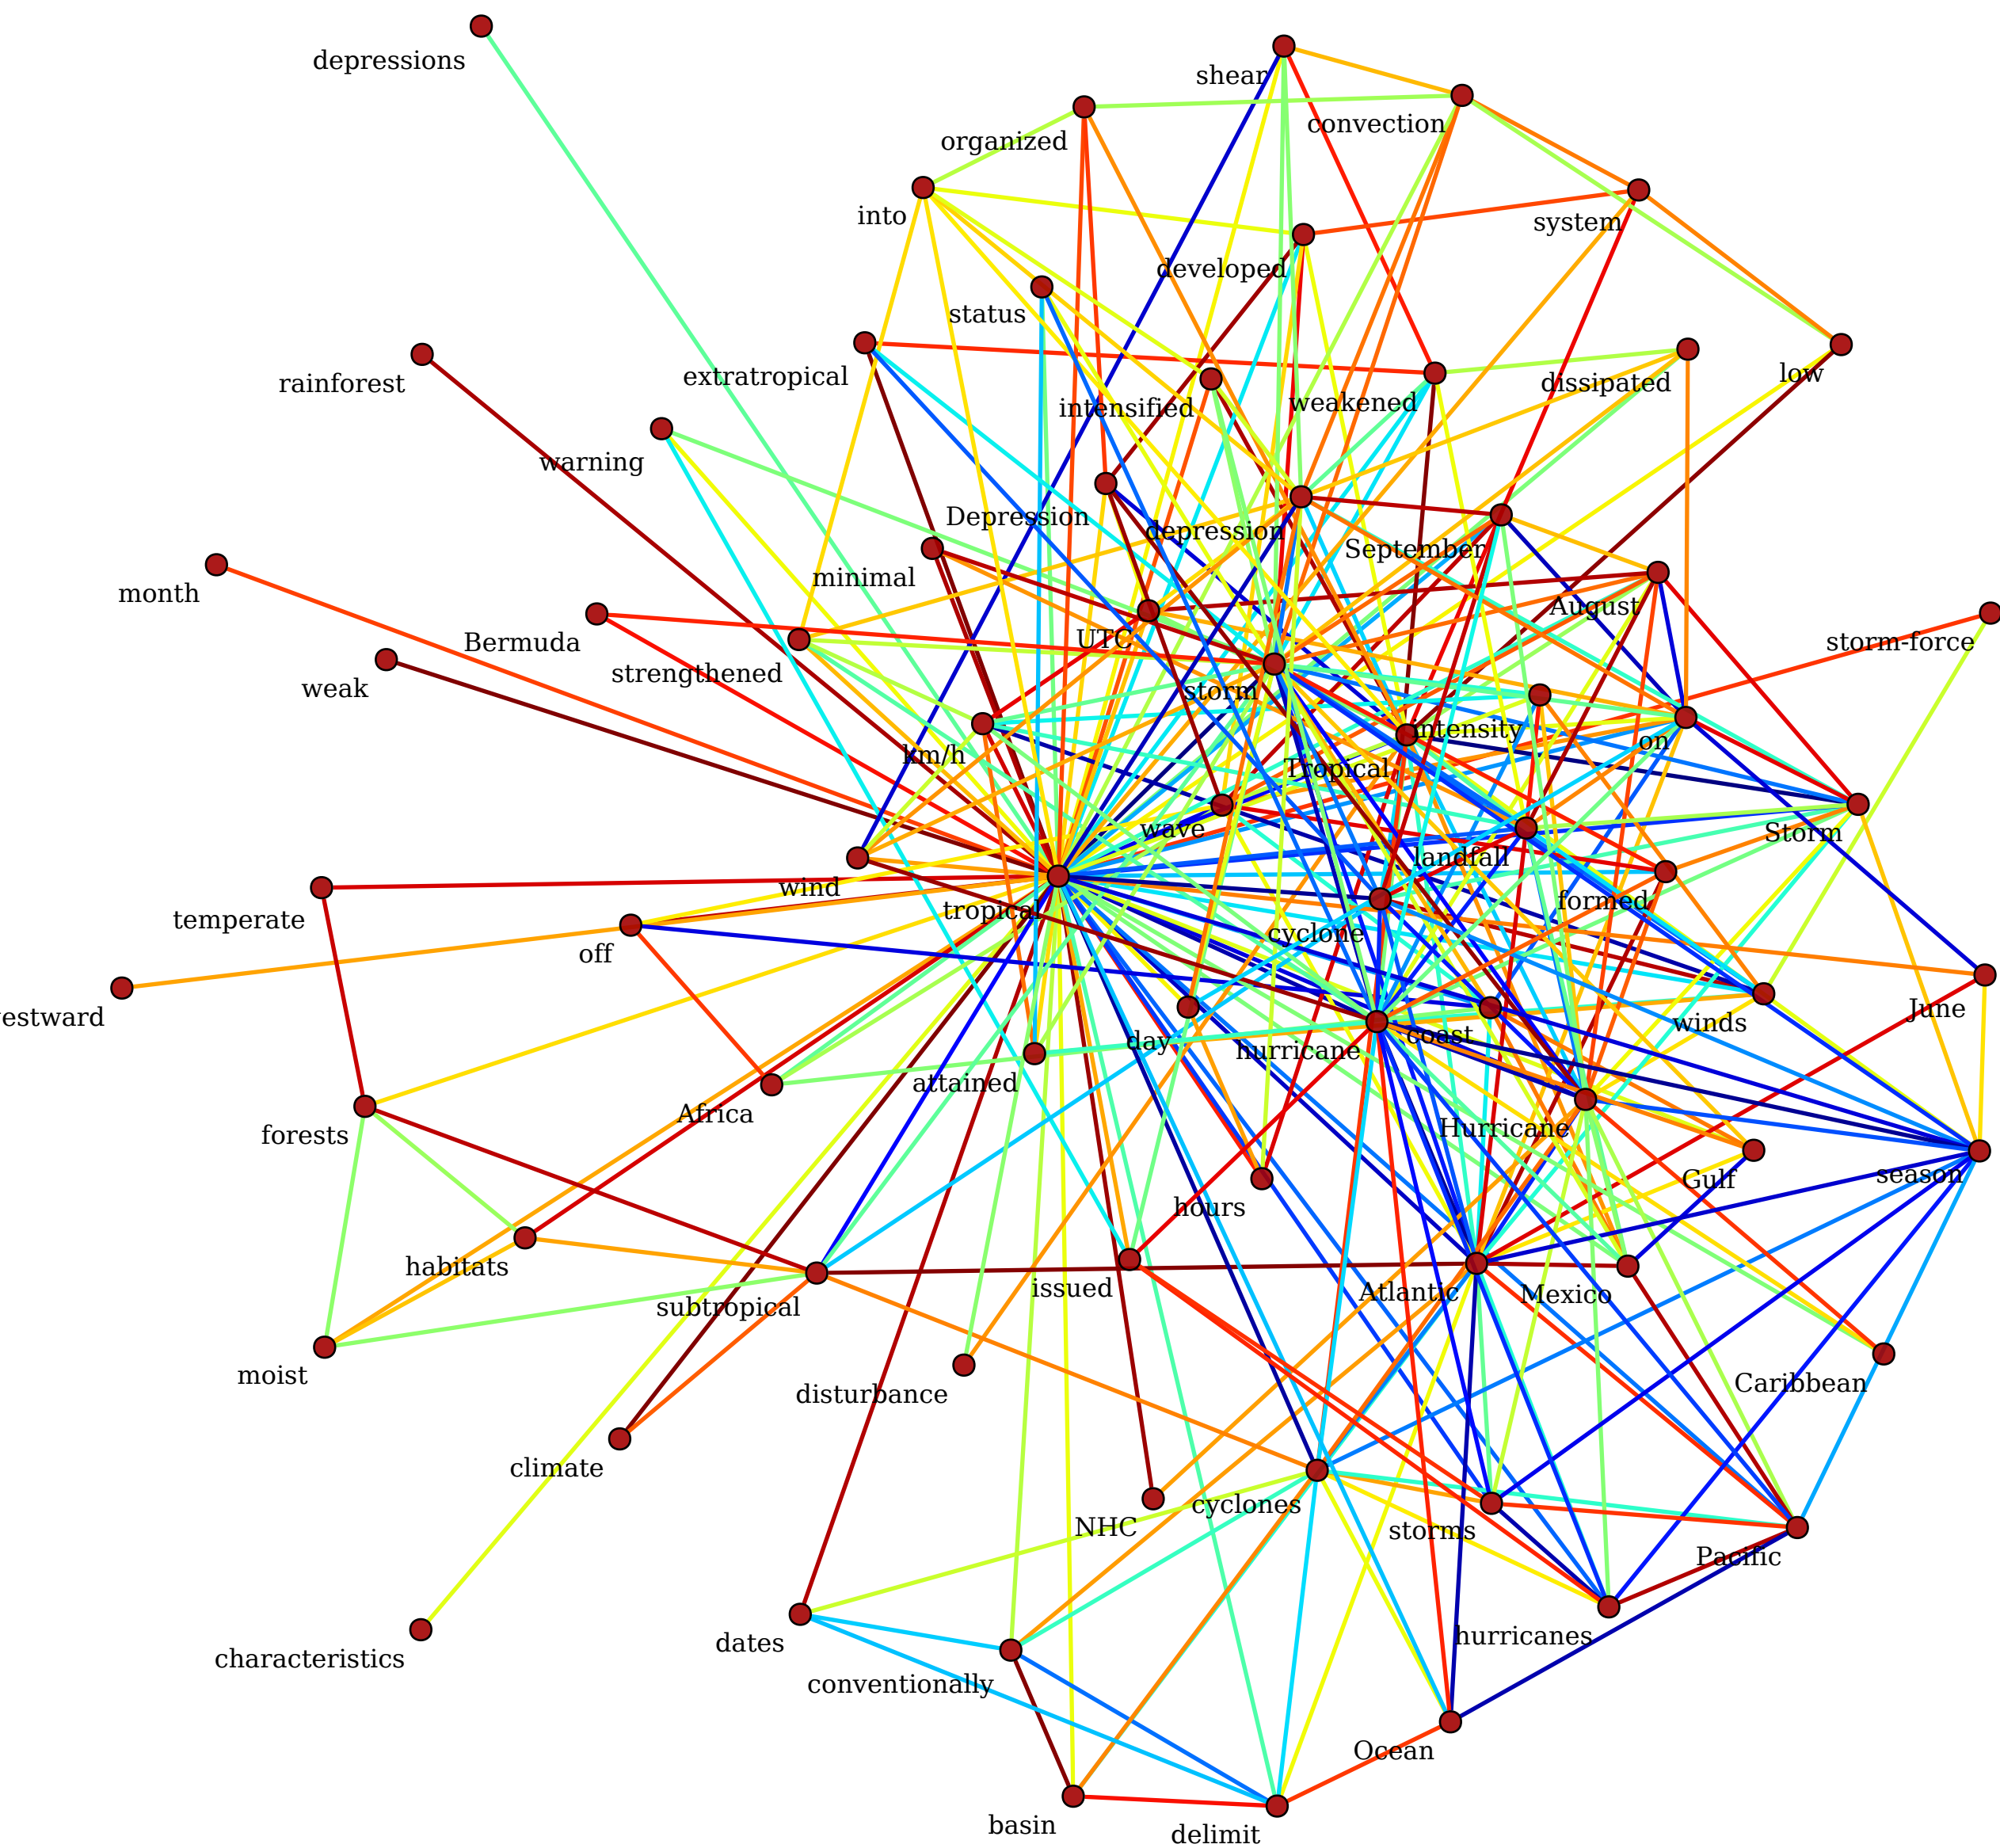 depressions
shear
convection
organized
into
system
developed
status
extratropical
rainforest
intensified
weakened
dissipated
low
warning
Depression
depression
September
minimal
month
August
Bermuda
UTC
storm-force
strengthened
weak
storm
intensity
on
km/h
Tropical
wave
Storm
landfall
wind
tropical
formed
temperate
cyclone
off
June
estward
winds
coast
day
hurricane
attained
Africa
Hurricane
forests
season
Gulf
hours
habitats
issued
Atlantic
Mexico
subtropical
moist
Caribbean
disturbance
climate
cyclones
NHC
storms
Pacific
hurricanes
dates
characteristics
conventionally
Ocean
basin
delimit